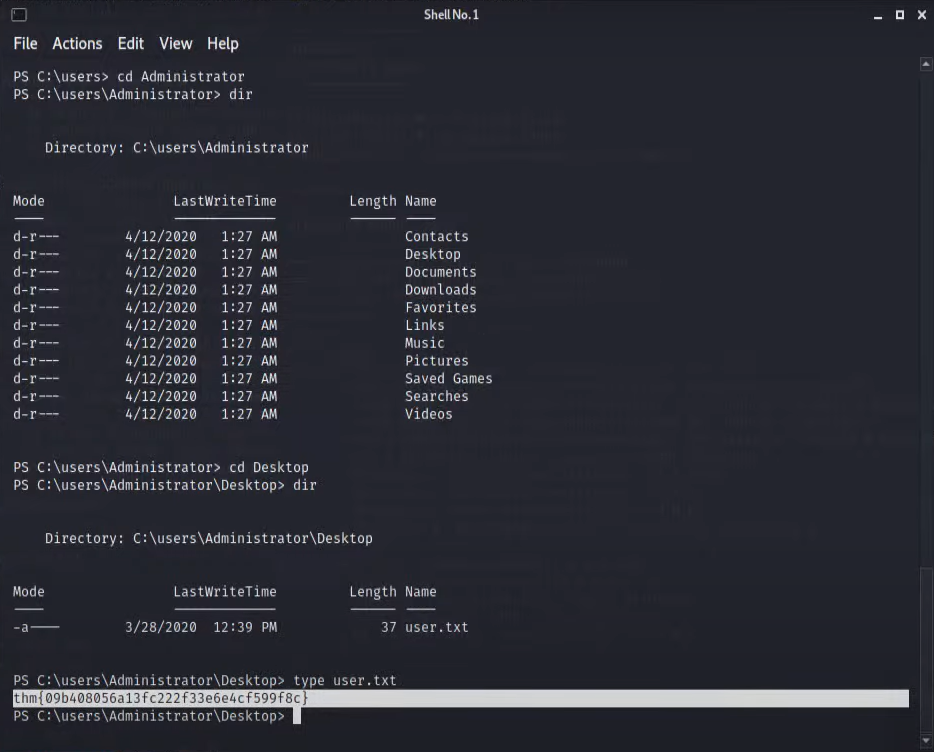 Shell No. 1
File Actions Edit View Help
PS C:\users> cd Administrator
PS C:\users\Administrator> dir
Directory: C:\users\Administrator
Mode LastWriteTime Length Name
---- ------------- ------ ----
d-r--- 4/12/2020 1:27 AM Contacts
d-r--- 4/12/2020 1:27 AM Desktop
d-r--- 4/12/2020 1:27 AM Documents
d-r--- 4/12/2020 1:27 AM Downloads
d-r--- 4/12/2020 1:27 AM Favorites
d-r--- 4/12/2020 1:27 AM Links
d-r--- 4/12/2020 1:27 AM Music
d-r--- 4/12/2020 1:27 AM Pictures
d-r--- 4/12/2020 1:27 AM Saved Games
d-r--- 4/12/2020 1:27 AM Searches
d-r--- 4/12/2020 1:27 AM Videos
PS C:\users\Administrator> cd Desktop
PS C:\users\Administrator\Desktop> dir
Directory: C:\users\Administrator\Desktop
Mode LastWriteTime Length Name
---- ------------- ------ ----
-a---- 3/28/2020 12:39 PM 37 user.txt
PS C:\users\Administrator\Desktop> type user.txt
thm{09b408056a13fc222f33e6e4cf599f8c}
PS C:\users\Administrator\Desktop>